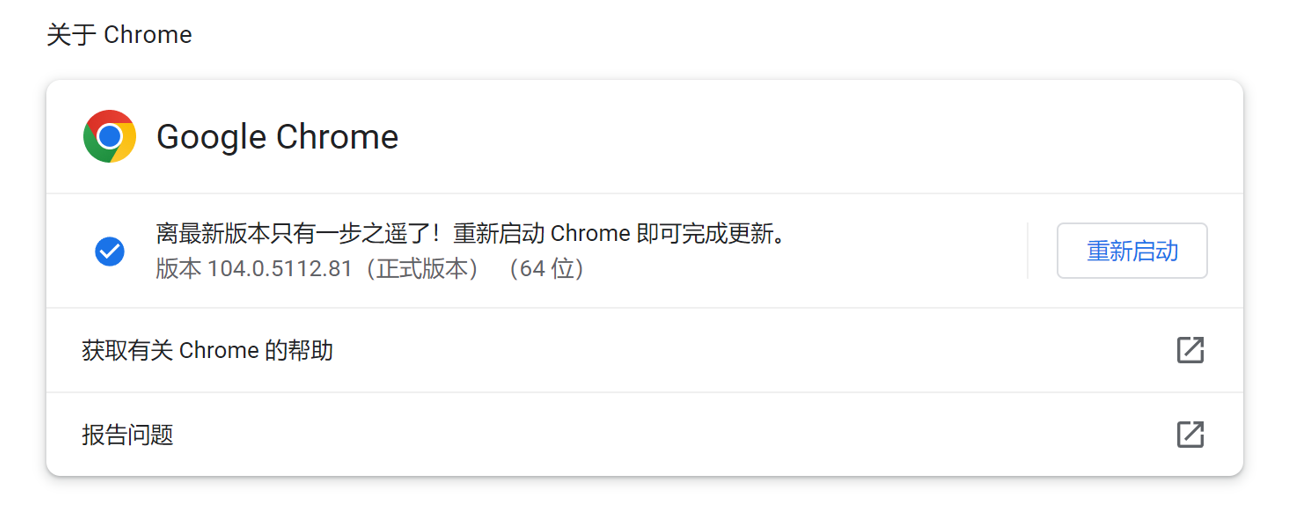 关于 Chrome
Google Chrome
离最新版本只有一步之遥了！重新启动 Chrome 即可完成更新。
版本 104.0.5112.81（正式版本） （64 位）
重新启动
获取有关 Chrome 的帮助
报告问题